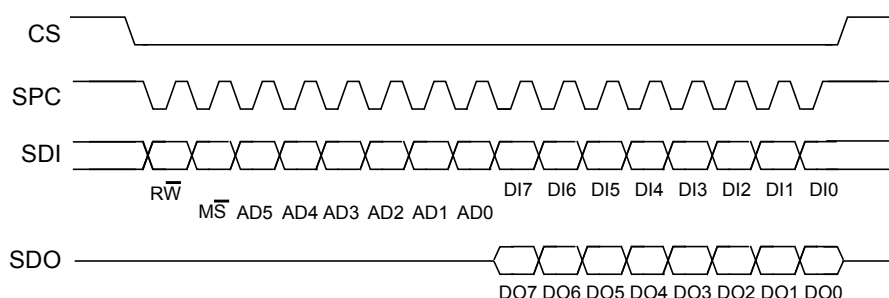 CS
SPC
SDI
RW̅
DI7 DI6 DI5 DI4 DI3 DI2 DI1 DI0
MS̅ AD5 AD4 AD3 AD2 AD1 AD0
SDO
DO7 DO6 DO5 DO4 DO3 DO2 DO1 DO0